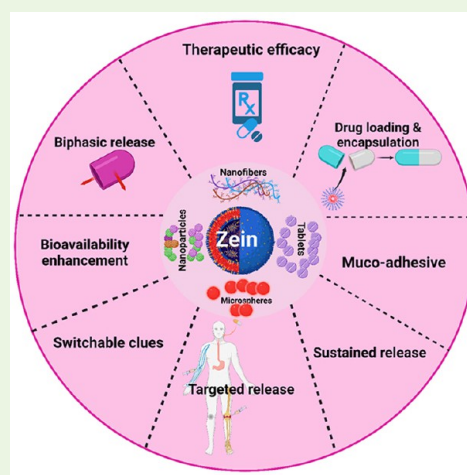 Therapeutic efficacy
Rx
Drug loading &
encapsulation
Muco-adhesive
Sustained release
Targeted release
Switchable clues
Bioavailability
enhancement
Biphasic release
Nanofibers
Tablets
Microspheres
Nanoparticles
Zein